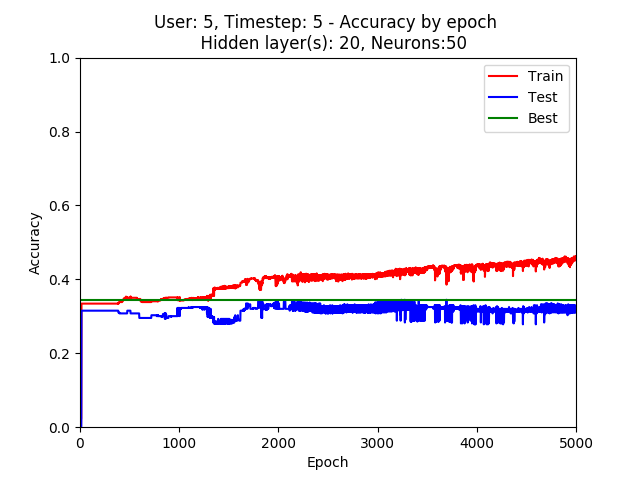 User: 5, Timestep: 5 - Accuracy by epoch
Hidden layer(s): 20, Neurons:50
Train
Test
Best
Accuracy
1.0
0.8
0.6
0.4
0.2
0.0
0 1000 2000 3000 4000 5000
Epoch